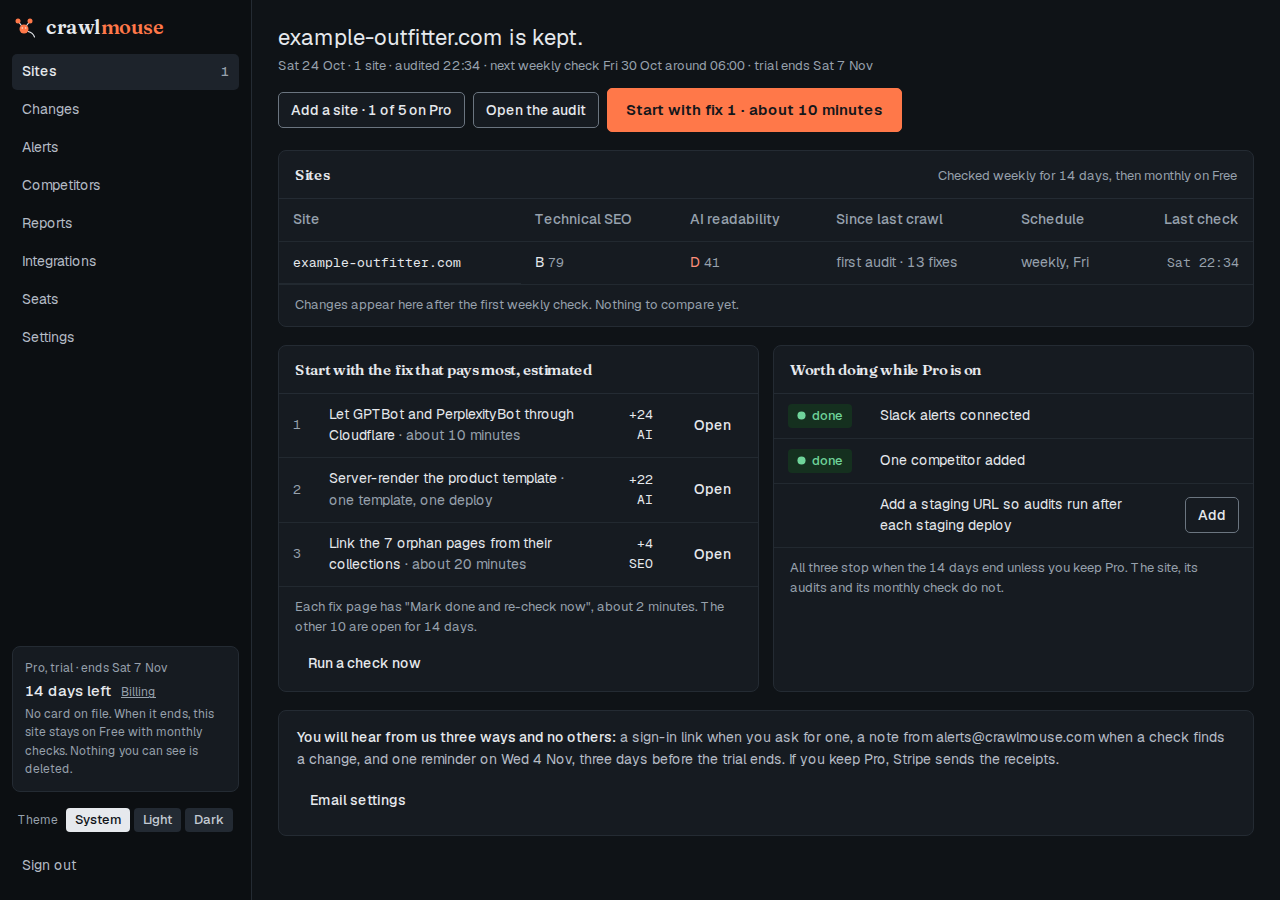 crawlmouse
Sites 1
Changes
Alerts
Competitors
Reports
Integrations
Seats
Settings
Pro, trial · ends Sat 7 Nov
14 days left Billing
No card on file. When it ends, this
site stays on Free with monthly
checks. Nothing you can see is
deleted.
Theme System Light Dark
Sign out
example-outfitter.com is kept.
Sat 24 Oct · 1 site · audited 22:34 · next weekly check Fri 30 Oct around 06:00 · trial ends Sat 7 Nov
Add a site · 1 of 5 on Pro Open the audit Start with fix 1 · about 10 minutes
Sites Checked weekly for 14 days, then monthly on Free
Site Technical SEO AI readability Since last crawl Schedule Last check
example-outfitter.com B 79 D 41 first audit · 13 fixes weekly, Fri Sat 22:34
Changes appear here after the first weekly check. Nothing to compare yet.
Start with the fix that pays most, estimated
1 Let GPTBot and PerplexityBot through +24
Cloudflare · about 10 minutes AI Open
2 Server-render the product template · +22
one template, one deploy AI Open
3 Link the 7 orphan pages from their +4
collections · about 20 minutes SEO Open
Each fix page has "Mark done and re-check now", about 2 minutes. The
other 10 are open for 14 days.
Run a check now
Worth doing while Pro is on
done Slack alerts connected
done One competitor added
Add a staging URL so audits run after
each staging deploy Add
All three stop when the 14 days end unless you keep Pro. The site, its
audits and its monthly check do not.
You will hear from us three ways and no others: a sign-in link when you ask for one, a note from alerts@crawlmouse.com when a check finds
a change, and one reminder on Wed 4 Nov, three days before the trial ends. If you keep Pro, Stripe sends the receipts.
Email settings